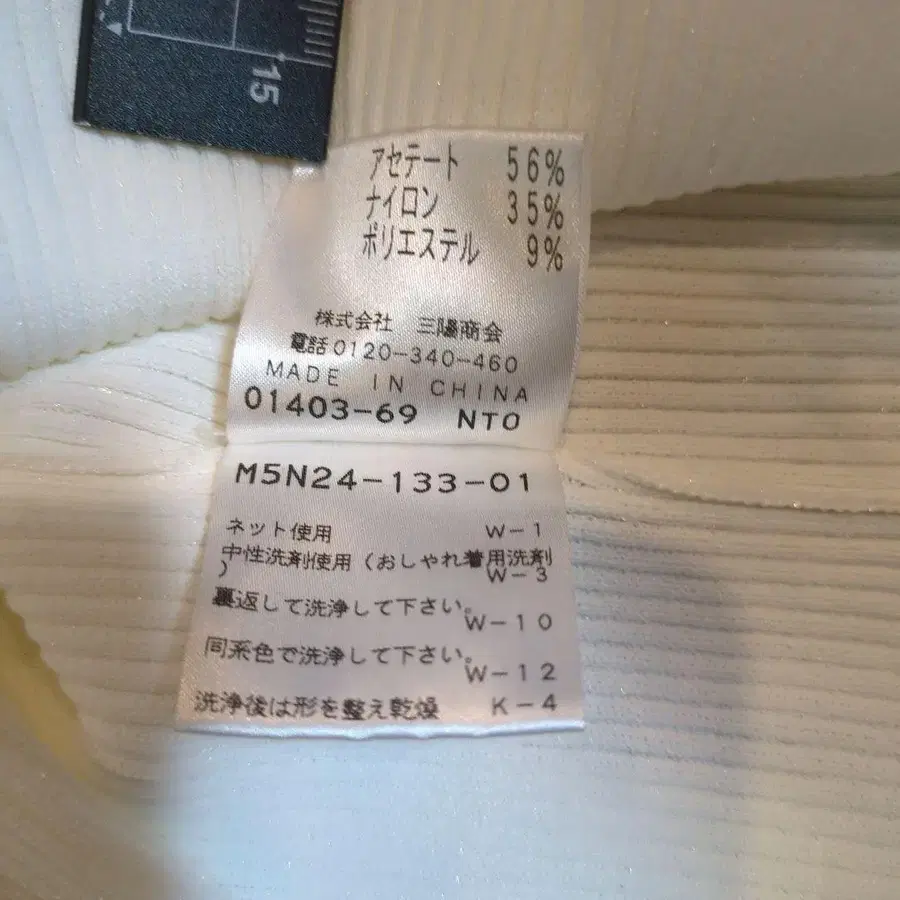 15
アセテート 56%
ナイロン 35%
ポリエステル 9%
株式会社 三陽商会
電話0120-340-460
MADE IN CHINA
01403-69 NTO
M5N24-133-01
ネット使用 W-1
中性洗剤使用(おしゃれ着用洗剤
) W-3
裏返して洗浄して下さい。
W-10
同系色で洗浄して下さい。
W-12
洗浄後は形を整え乾燥 K-4